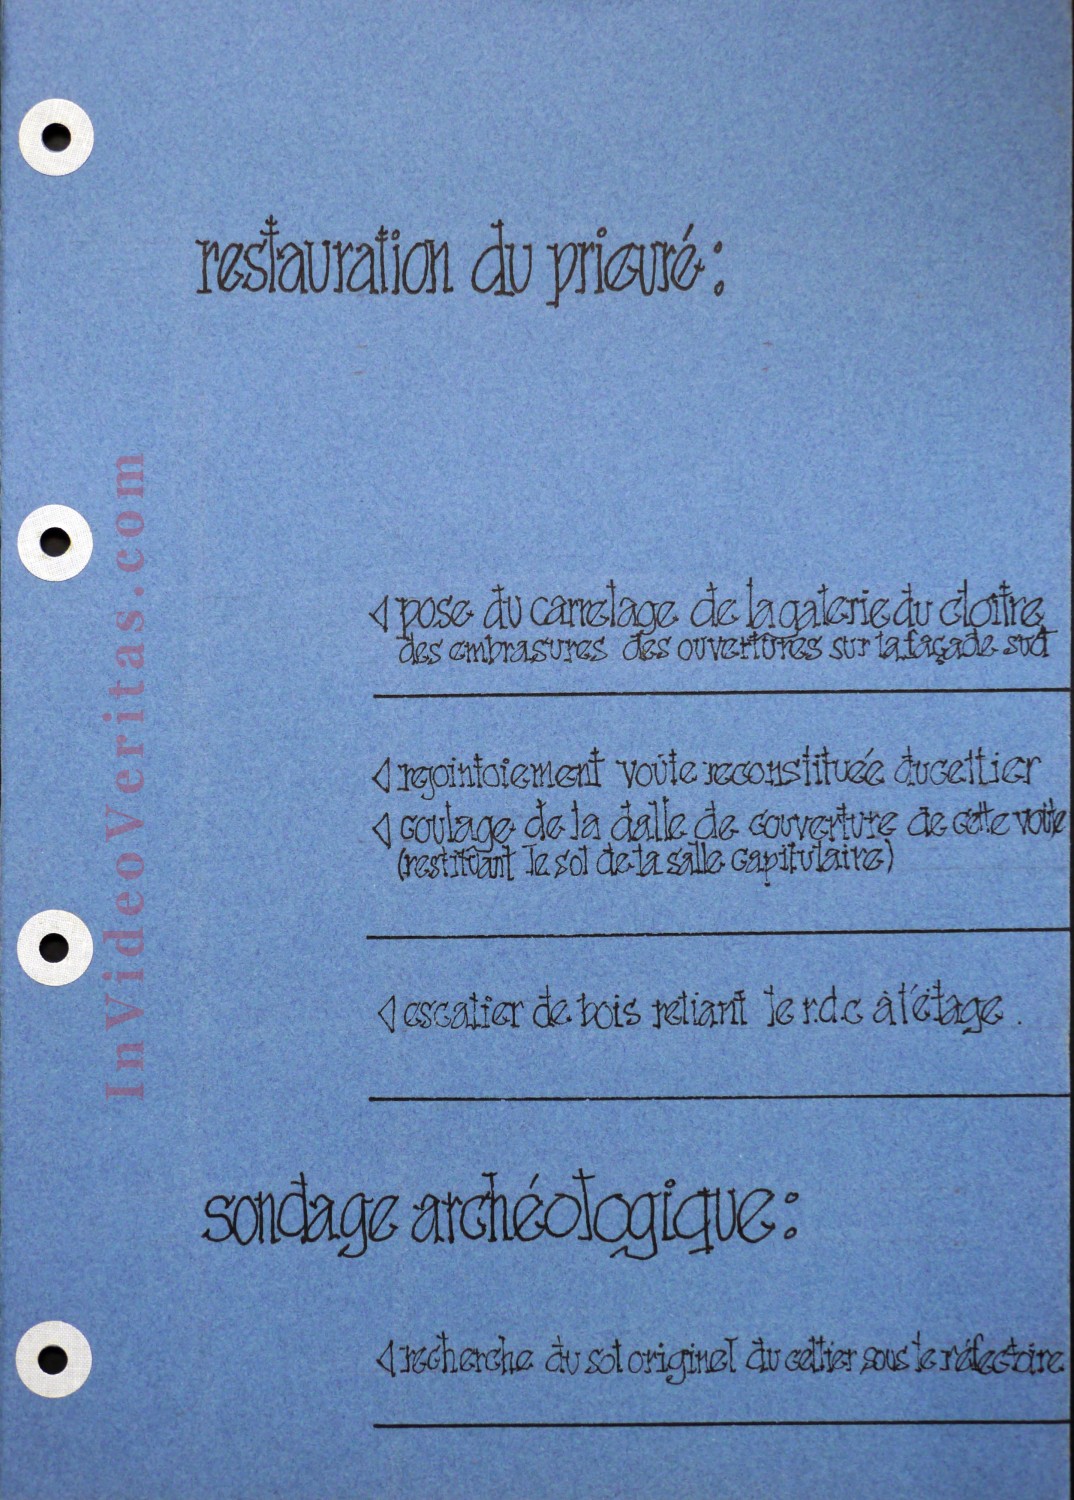 restauration du prieuré :
pose du carrelage de la galerie du cloître
des embrasures des ouvertures sur la façade sud
rejointoiement voûte reconstituée du cellier
coulage de la dalle de couverture de cette voûte
(restituant le sol de la salle capitulaire)
escalier de bois reliant le r.d.c à l'étage .
sondage archéologique :
recherche du sol originel du cellier sous le réfectoire
InVideoVeritas.com